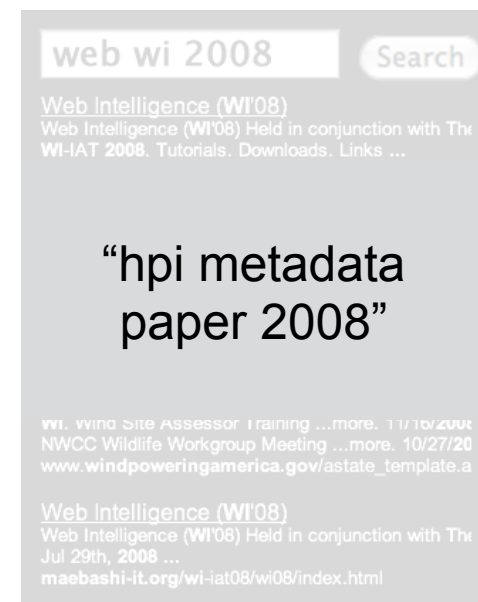 web wi 2008 Search
Web Intelligence (WI'08)
Web Intelligence (WI'08) Held in conjunction with The
WI-IAT 2008. Tutorials. Downloads. Links ...
“hpi metadata
paper 2008”
WI. Wind Site Assessor Training ...more. 11/16/2008
NWCC Wildlife Workgroup Meeting ...more. 10/27/20
www.windpoweringamerica.gov/astate_template.a
Web Intelligence (WI'08)
Web Intelligence (WI'08) Held in conjunction with The
Jul 29th, 2008 ...
maebashi-it.org/wi-iat08/wi08/index.html